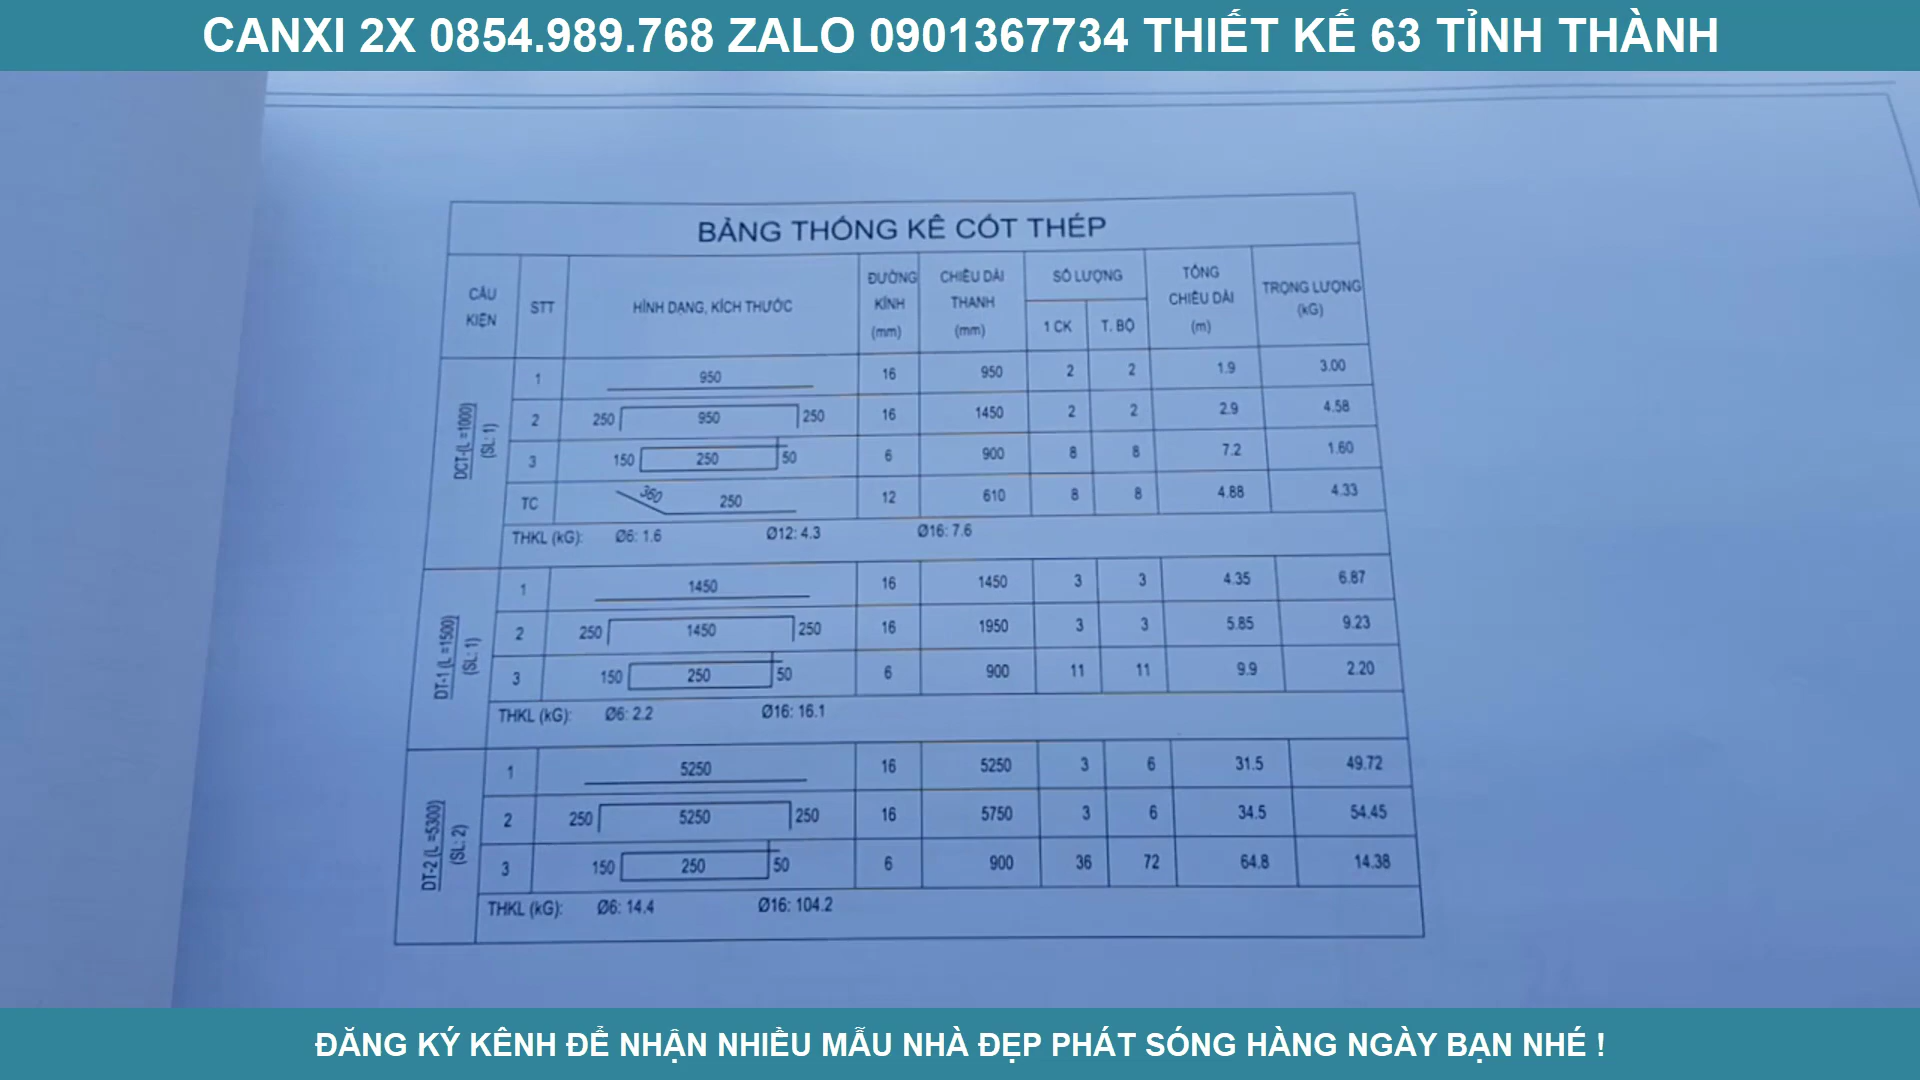 CANXI 2X 0854.989.768 ZALO 0901367734 THIẾT KẾ 63 TỈNH THÀNH
BẢNG THỐNG KÊ CỐT THÉP
CẤU KIỆN STT HÌNH DẠNG, KÍCH THƯỚC ĐƯỜNG KÍNH (mm) CHIỀU DÀI THANH (mm) SỐ LƯỢNG 1 CK T. BỘ TỔNG CHIỀU DÀI (m) TRỌNG LƯỢNG (kG)
DCT-(L =1000) (SL: 1)
1 950 16 950 2 2 1.9 3.00
2 250 950 250 16 1450 2 2 2.9 4.58
3 150 250 50 6 900 8 8 7.2 1.60
TC 360 250 12 610 8 8 4.88 4.33
THKL (kG): Ø6: 1.6 Ø12: 4.3 Ø16: 7.6
DT-1 (L =1500) (SL: 1)
1 1450 16 1450 3 3 4.35 6.87
2 250 1450 250 16 1950 3 3 5.85 9.23
3 150 250 50 6 900 11 11 9.9 2.20
THKL (kG): Ø6: 2.2 Ø16: 16.1
DT-2 (L =5300) (SL: 2)
1 5250 16 5250 3 6 31.5 49.72
2 250 5250 250 16 5750 3 6 34.5 54.45
3 150 250 50 6 900 36 72 64.8 14.38
THKL (kG): Ø6: 14.4 Ø16: 104.2
ĐĂNG KÝ KÊNH ĐỂ NHẬN NHIỀU MẪU NHÀ ĐẸP PHÁT SÓNG HÀNG NGÀY BẠN NHÉ !